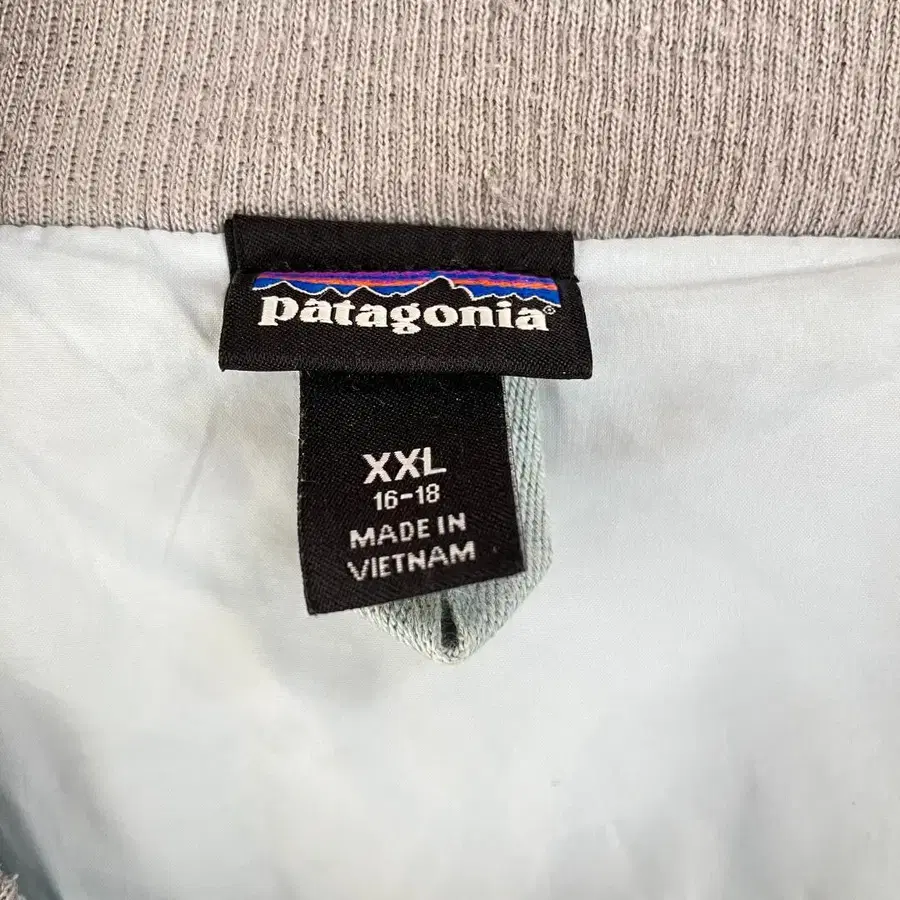 patagonia®
XXL
16-18
MADE IN
VIETNAM